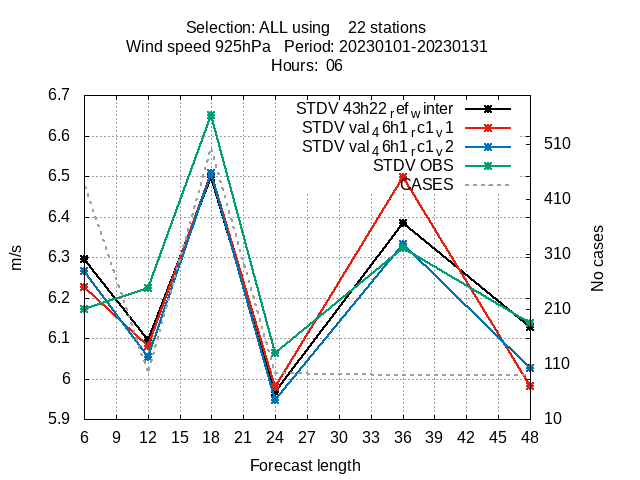 Selection: ALL using 22 stations
Wind speed 925hPa Period: 20230101-20230131
Hours: 06
STDV 43h22refwinter
STDV val46h1rc1v1
STDV val46h1rc1v2
STDV OBS
CASES
6.7
6.6
6.5
6.4
6.3
6.2
6.1
6
5.9
m/s
510
410
310
210
110
10
No cases
6 9 12 15 18 21 24 27 30 33 36 39 42 45 48
Forecast length